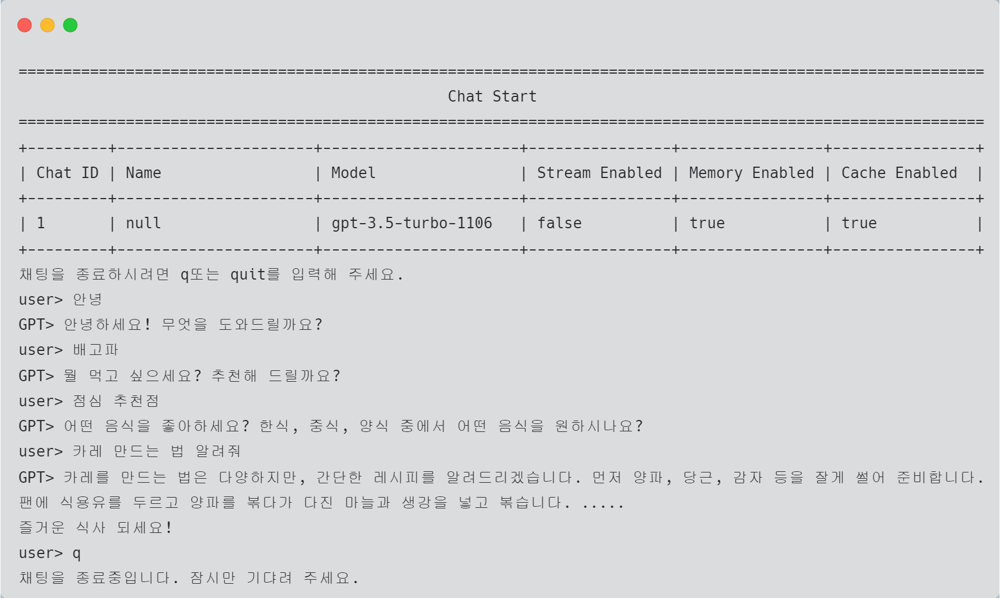 ============================================================================================================
Chat Start
============================================================================================================
+---------+----------------------+----------------------+----------------+----------------+----------------+
| Chat ID | Name                 | Model                | Stream Enabled | Memory Enabled | Cache Enabled  |
+---------+----------------------+----------------------+----------------+----------------+----------------+
| 1       | null                 | gpt-3.5-turbo-1106   | false          | true           | true           |
+---------+----------------------+----------------------+----------------+----------------+----------------+
채팅을 종료하시려면 q또는 quit를 입력해 주세요.
user> 안녕
GPT> 안녕하세요! 무엇을 도와드릴까요?
user> 배고파
GPT> 뭘 먹고 싶으세요? 추천해 드릴까요?
user> 점심 추천점
GPT> 어떤 음식을 좋아하세요? 한식, 중식, 양식 중에서 어떤 음식을 원하시나요?
user> 카레 만드는 법 알려줘
GPT> 카레를 만드는 법은 다양하지만, 간단한 레시피를 알려드리겠습니다. 먼저 양파, 당근, 감자 등을 잘게 썰어 준비합니다.
팬에 식용유를 두르고 양파를 볶다가 다진 마늘과 생강을 넣고 볶습니다. .....
즐거운 식사 되세요!
user> q
채팅을 종료중입니다. 잠시만 기댜려 주세요.